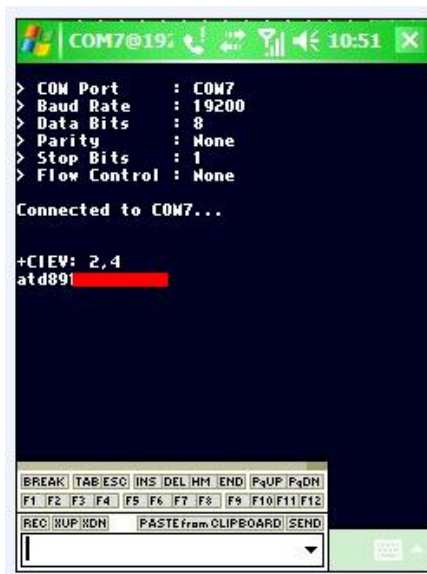 COM7@19 10:51
> COM Port : COM7
> Baud Rate : 19200
> Data Bits : 8
> Parity : None
> Stop Bits : 1
> Flow Control : None
Connected to COM7...
+CIEV: 2,4
atd891
BREAK TAB ESC INS DEL HM END PgUP PgDN
F1 F2 F3 F4 F5 F6 F7 F8 F9 F10 F11 F12
REC XUP XDN PASTE from CLIPBOARD SEND